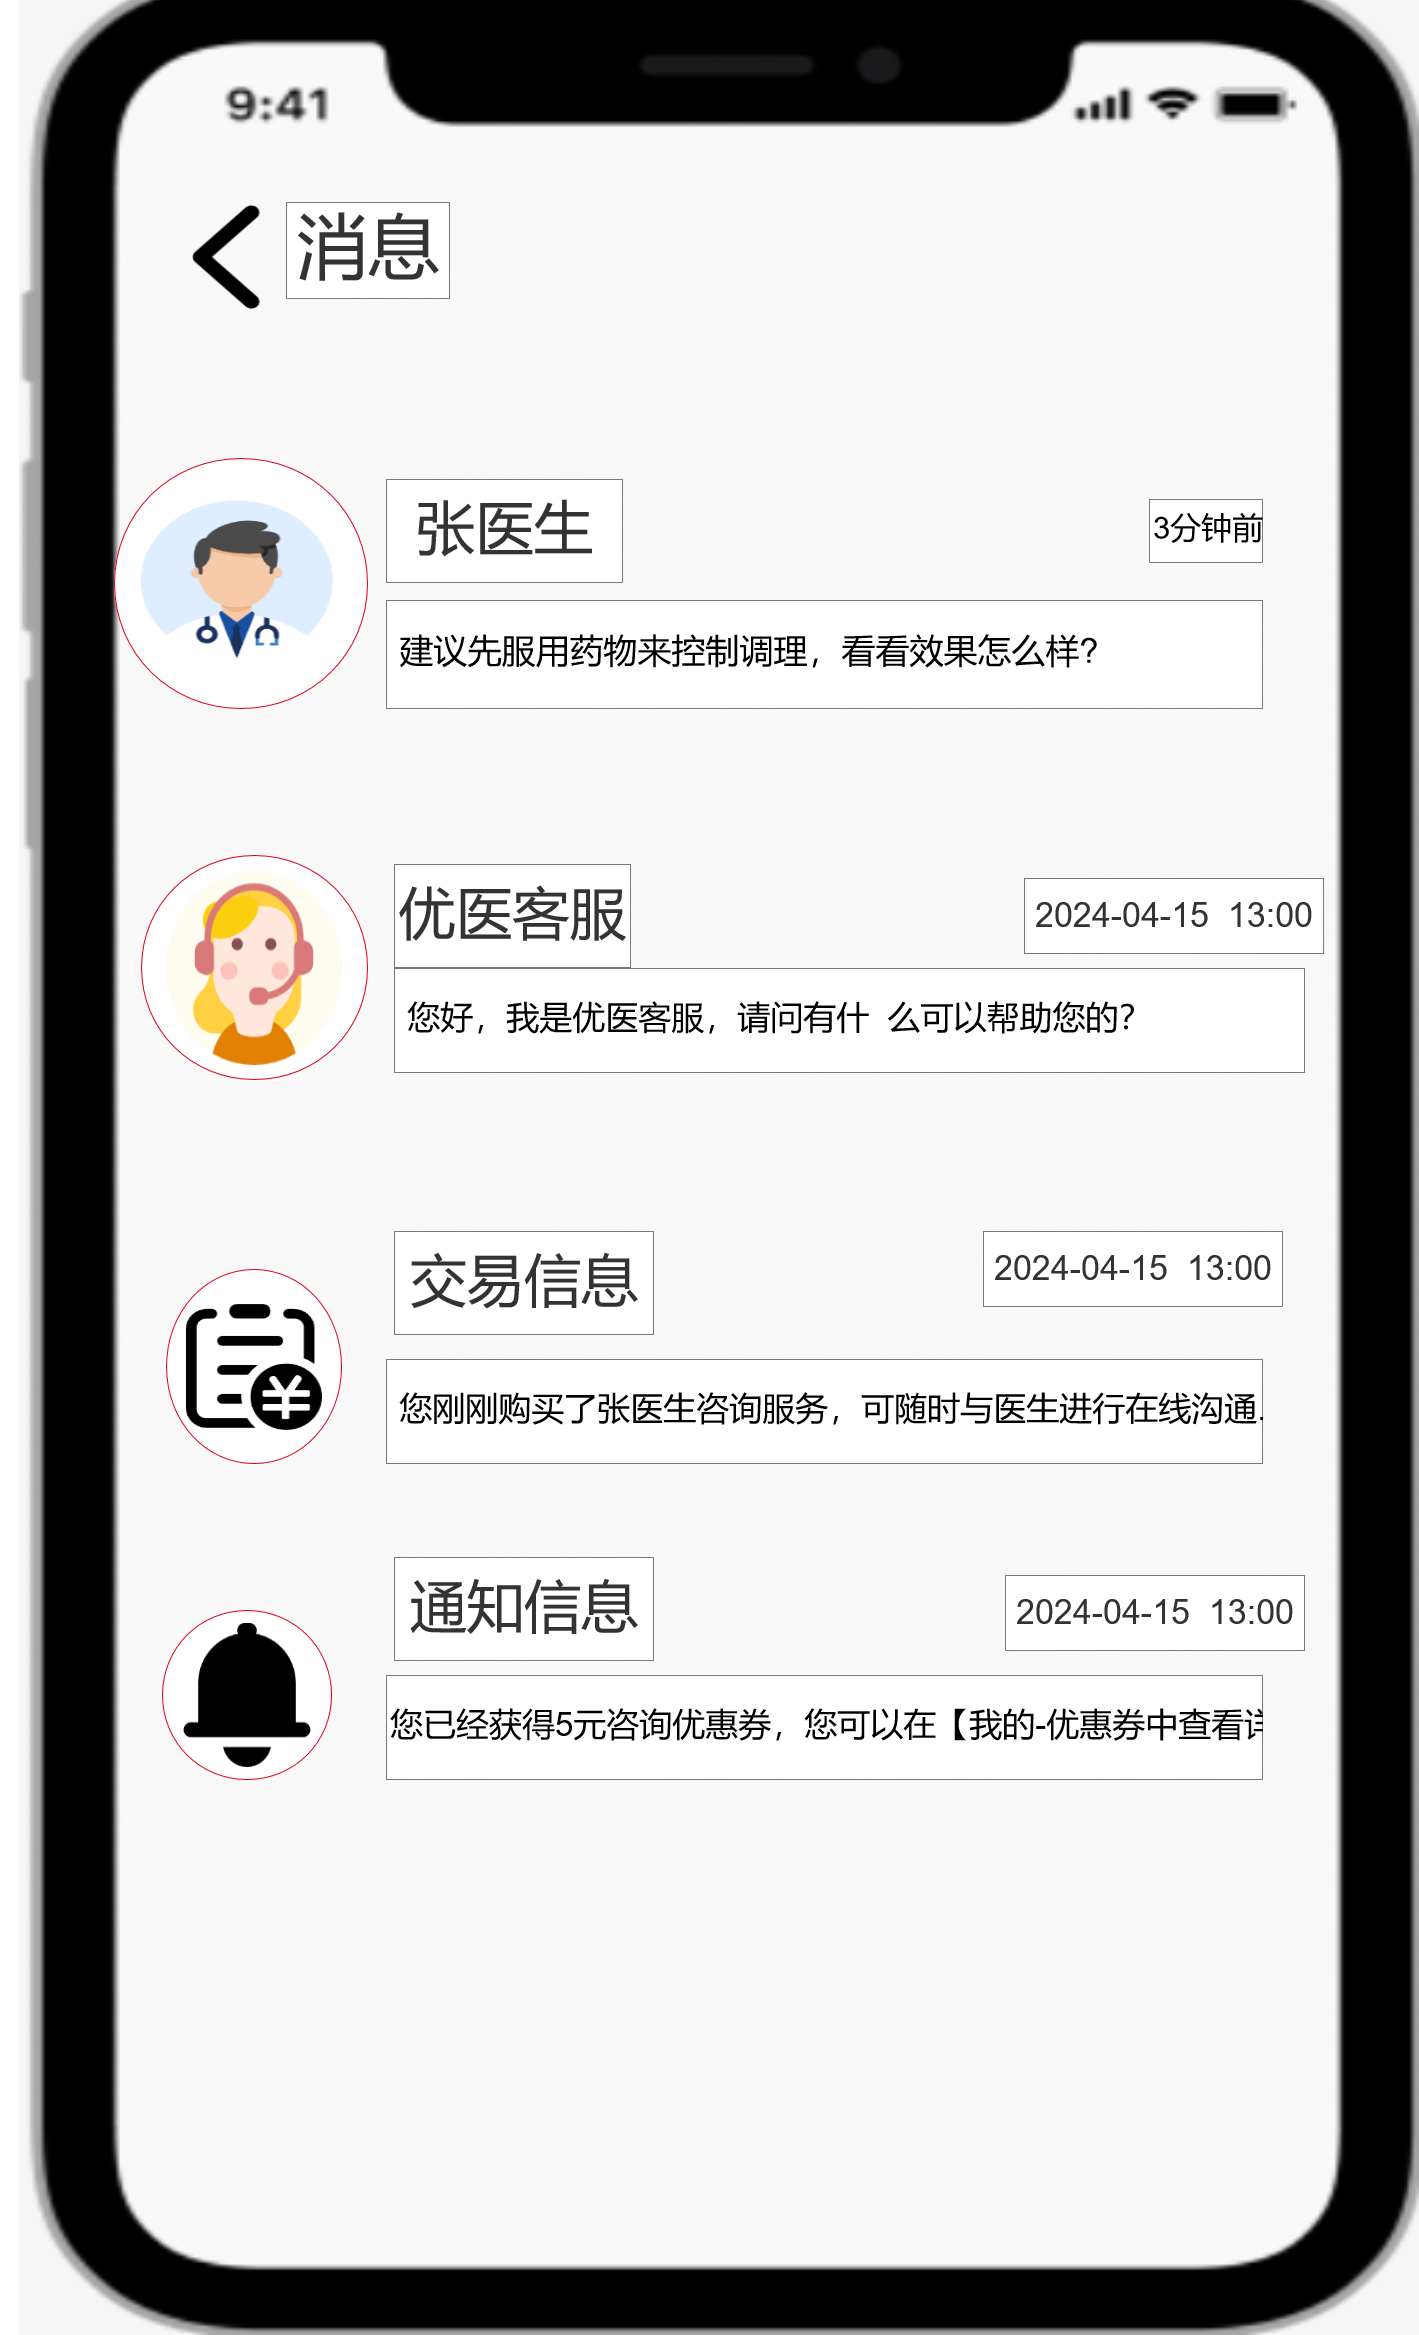 9:41
消息
张医生
3分钟前
建议先服用药物来控制调理，看看效果怎么样?
优医客服
2024-04-15 13:00
您好，我是优医客服，请问有什 么可以帮助您的?
交易信息
2024-04-15 13:00
您刚刚购买了张医生咨询服务，可随时与医生进行在线沟通.
通知信息
2024-04-15 13:00
您已经获得5元咨询优惠券，您可以在【我的-优惠券中查看详